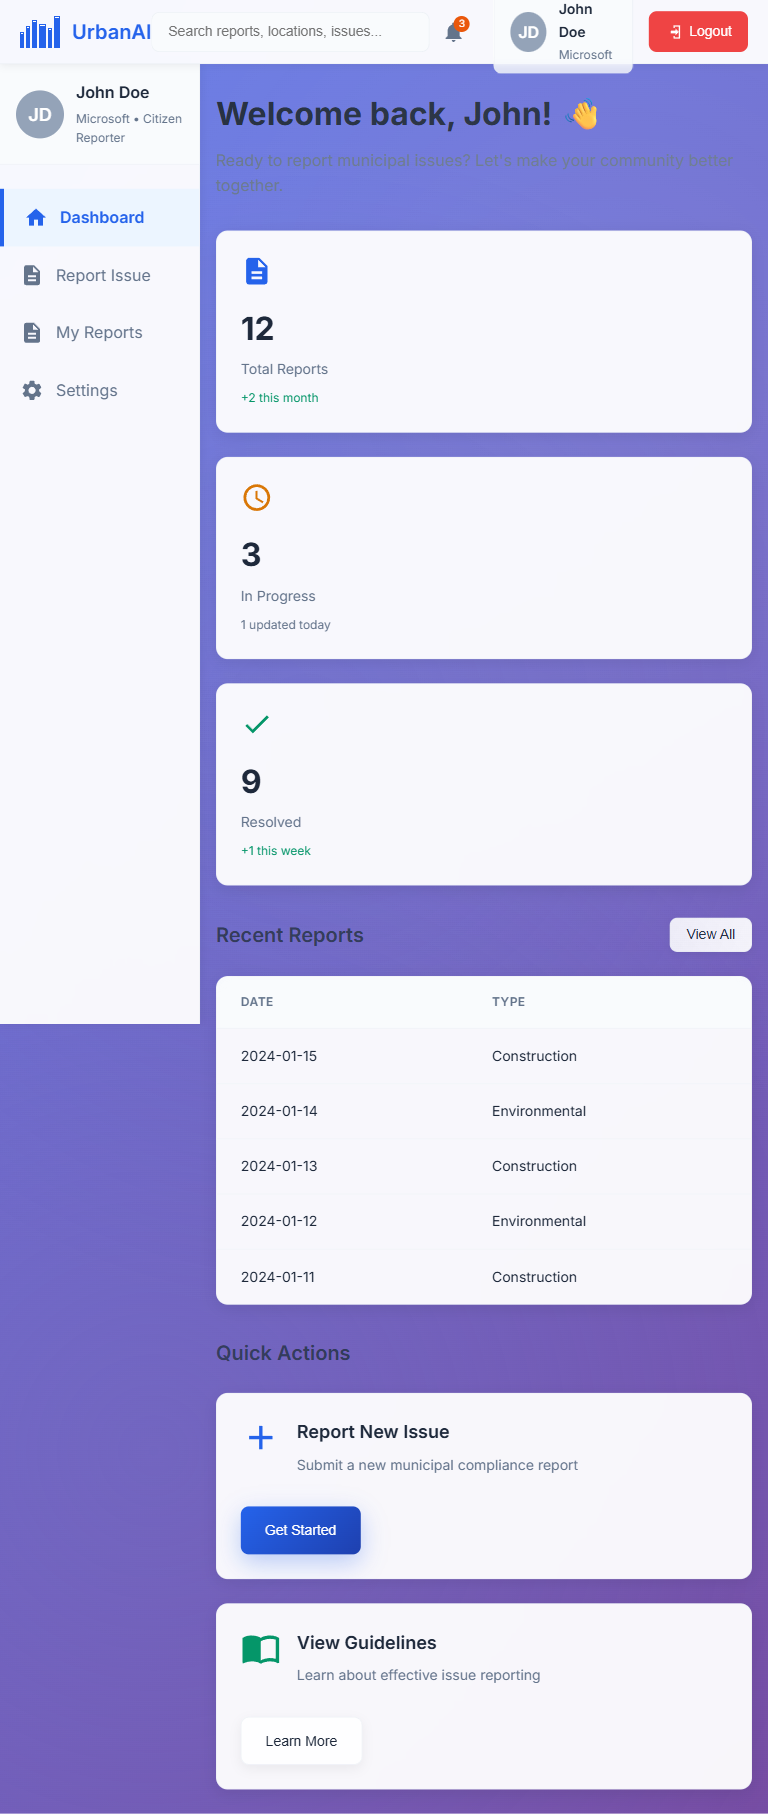 UrbanAI
Search reports, locations, issues...
3
JD
John
Doe
Microsoft
Logout
JD
John Doe
Microsoft • Citizen
Reporter
Dashboard
Report Issue
My Reports
Settings
Welcome back, John! 👋
Ready to report municipal issues? Let's make your community better
together.
12
Total Reports
+2 this month
3
In Progress
1 updated today
9
Resolved
+1 this week
Recent Reports
View All
DATE TYPE
2024-01-15 Construction
2024-01-14 Environmental
2024-01-13 Construction
2024-01-12 Environmental
2024-01-11 Construction
Quick Actions
Report New Issue
Submit a new municipal compliance report
Get Started
View Guidelines
Learn about effective issue reporting
Learn More